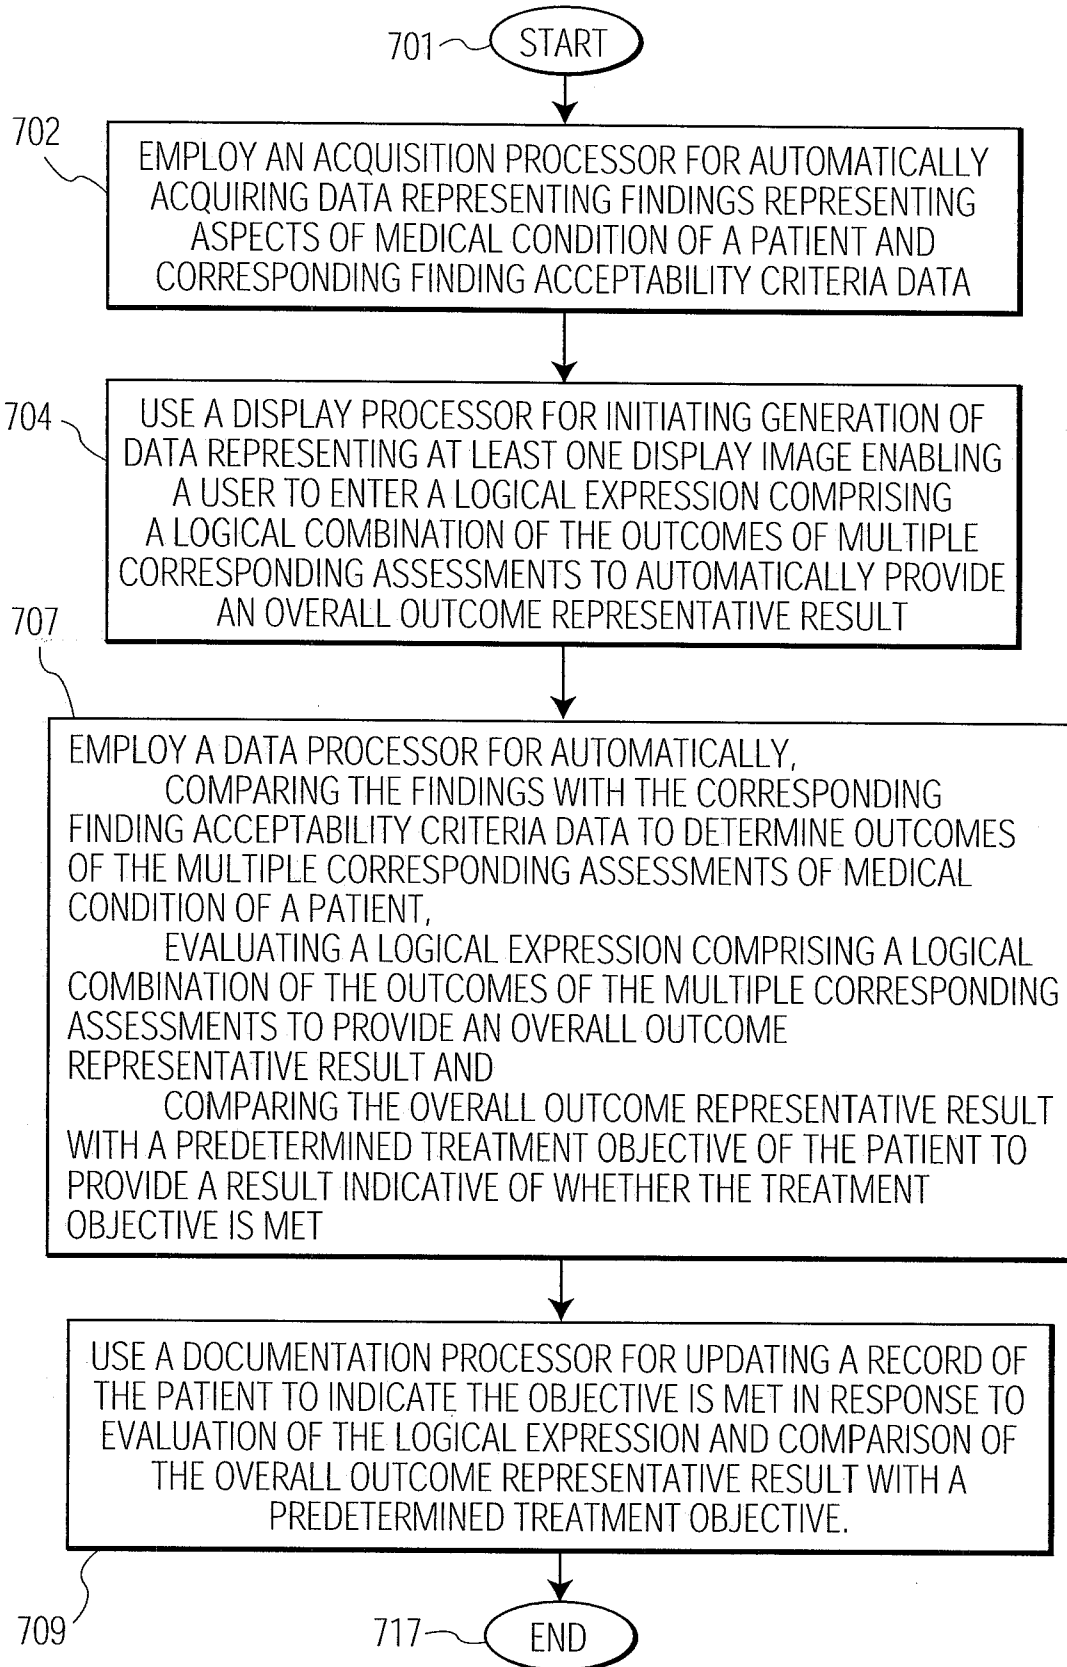 701
START
702
EMPLOY AN ACQUISITION PROCESSOR FOR AUTOMATICALLY
ACQUIRING DATA REPRESENTING FINDINGS REPRESENTING
ASPECTS OF MEDICAL CONDITION OF A PATIENT AND
CORRESPONDING FINDING ACCEPTABILITY CRITERIA DATA
704
USE A DISPLAY PROCESSOR FOR INITIATING GENERATION OF
DATA REPRESENTING AT LEAST ONE DISPLAY IMAGE ENABLING
A USER TO ENTER A LOGICAL EXPRESSION COMPRISING
A LOGICAL COMBINATION OF THE OUTCOMES OF MULTIPLE
CORRESPONDING ASSESSMENTS TO AUTOMATICALLY PROVIDE
AN OVERALL OUTCOME REPRESENTATIVE RESULT
707
EMPLOY A DATA PROCESSOR FOR AUTOMATICALLY,
COMPARING THE FINDINGS WITH THE CORRESPONDING
FINDING ACCEPTABILITY CRITERIA DATA TO DETERMINE OUTCOMES
OF THE MULTIPLE CORRESPONDING ASSESSMENTS OF MEDICAL
CONDITION OF A PATIENT,
EVALUATING A LOGICAL EXPRESSION COMPRISING A LOGICAL
COMBINATION OF THE OUTCOMES OF THE MULTIPLE CORRESPONDING
ASSESSMENTS TO PROVIDE AN OVERALL OUTCOME
REPRESENTATIVE RESULT AND
COMPARING THE OVERALL OUTCOME REPRESENTATIVE RESULT
WITH A PREDETERMINED TREATMENT OBJECTIVE OF THE PATIENT TO
PROVIDE A RESULT INDICATIVE OF WHETHER THE TREATMENT
OBJECTIVE IS MET
USE A DOCUMENTATION PROCESSOR FOR UPDATING A RECORD OF
THE PATIENT TO INDICATE THE OBJECTIVE IS MET IN RESPONSE TO
EVALUATION OF THE LOGICAL EXPRESSION AND COMPARISON OF
THE OVERALL OUTCOME REPRESENTATIVE RESULT WITH A
PREDETERMINED TREATMENT OBJECTIVE.
709
717
END